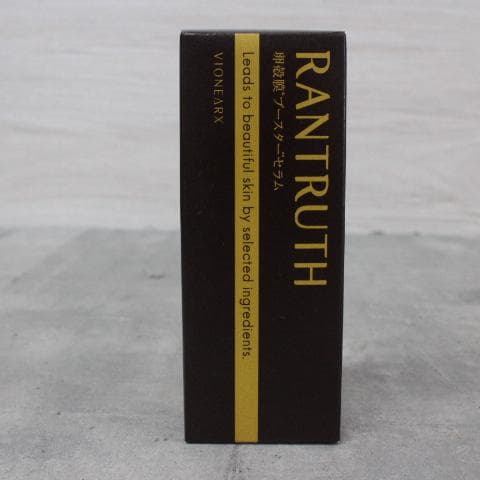 RANTRUTH
卵殻膜*ブースター*セラム
Leads to beautiful skin by selected ingredients.
VIONEARX